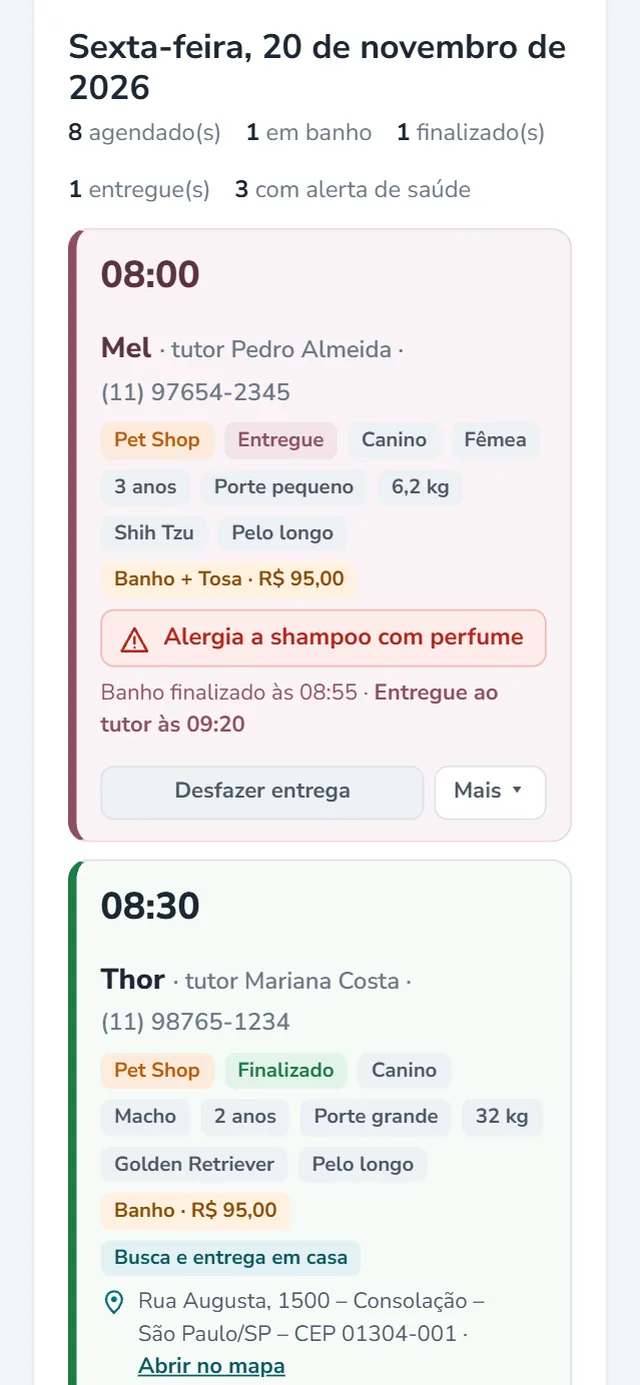 Sexta-feira, 20 de novembro de
2026
8 agendado(s) 1 em banho 1 finalizado(s)
1 entregue(s) 3 com alerta de saúde
08:00
Mel · tutor Pedro Almeida ·
(11) 97654-2345
Pet Shop Entregue Canino Fêmea
3 anos Porte pequeno 6,2 kg
Shih Tzu Pelo longo
Banho + Tosa · R$ 95,00
Alergia a shampoo com perfume
Banho finalizado às 08:55 · Entregue ao
tutor às 09:20
Desfazer entrega Mais ▾
08:30
Thor · tutor Mariana Costa ·
(11) 98765-1234
Pet Shop Finalizado Canino
Macho 2 anos Porte grande 32 kg
Golden Retriever Pelo longo
Banho · R$ 95,00
Busca e entrega em casa
Rua Augusta, 1500 – Consolação –
São Paulo/SP – CEP 01304-001 ·
Abrir no mapa